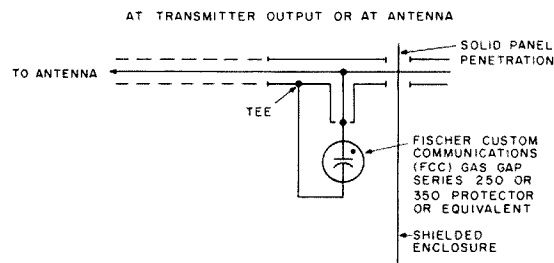 AT TRANSMITTER OUTPUT OR AT ANTENNA
SOLID PANEL
PENETRATION
TO ANTENNA
TEE
FISCHER CUSTOM
COMMUNICATIONS
(FCC) GAS GAP
SERIES 250 OR
350 PROTECTOR
OR EQUIVALENT
SHIELDED
ENCLOSURE